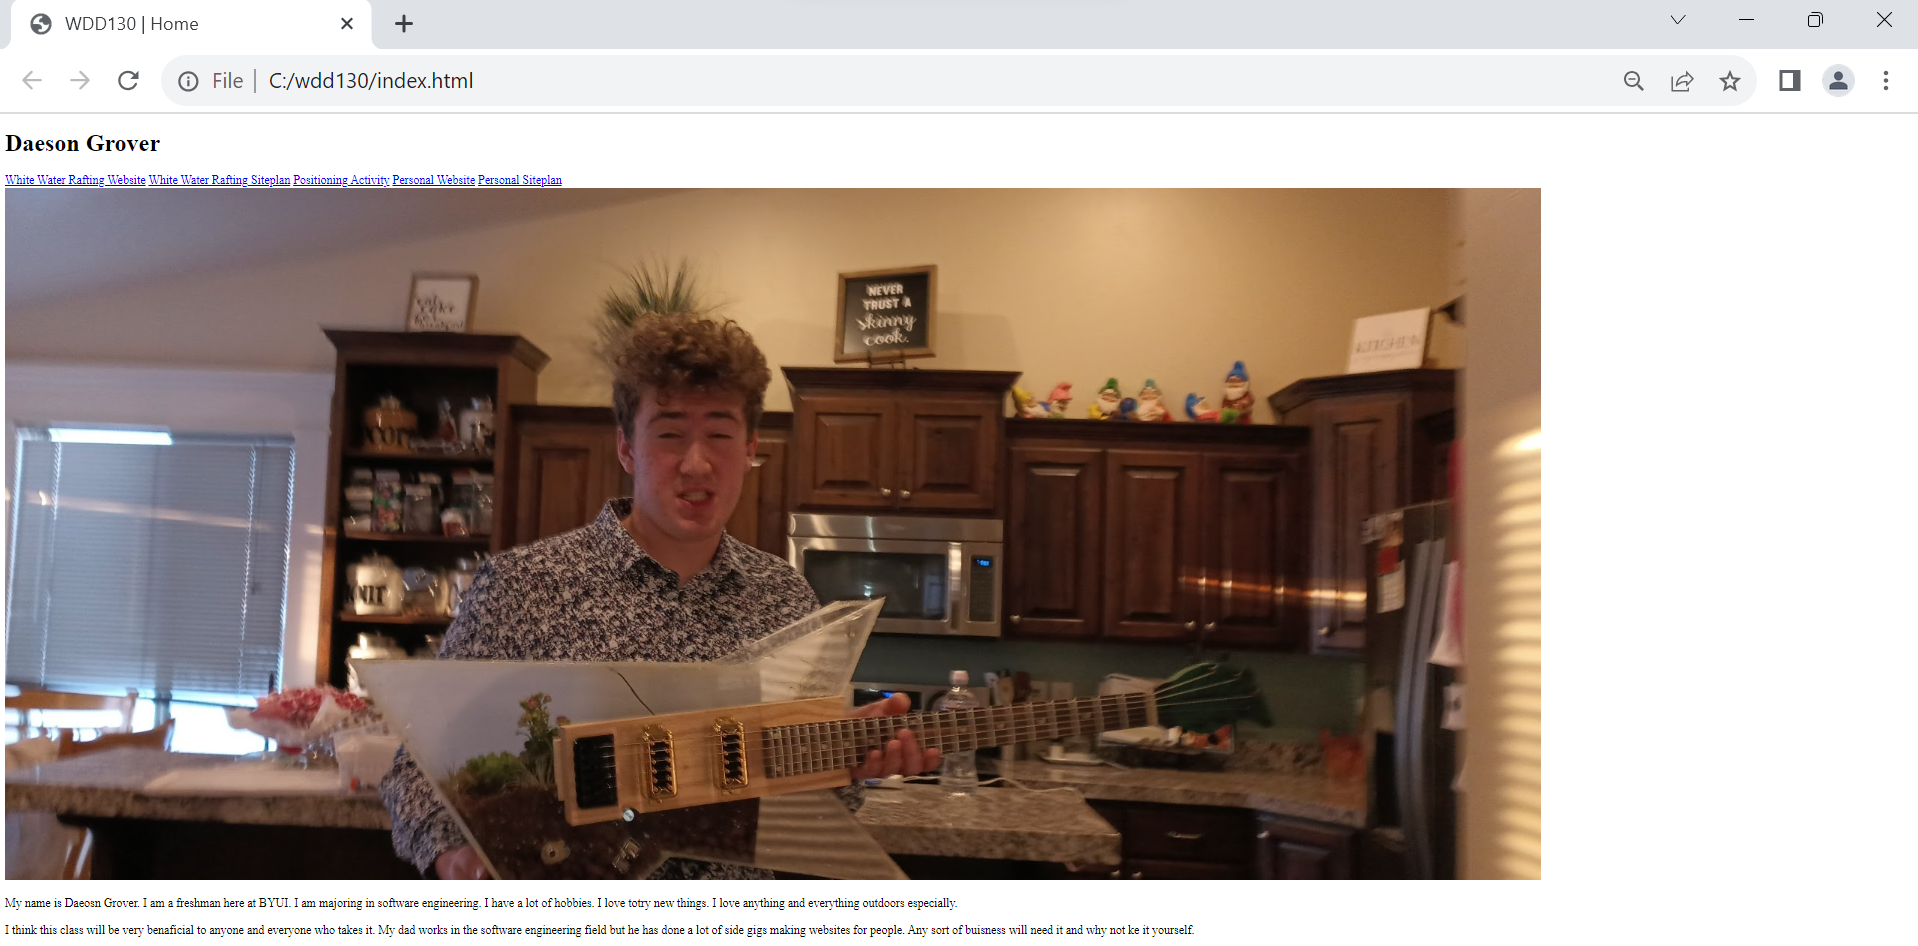 WDD130 | Home
File | C:/wdd130/index.html
Daeson Grover
White Water Rafting Website White Water Rafting Siteplan Positioning Activity Personal Website Personal Siteplan
NEVER
TRUST A
skinny
cook.
KITCHEN
My name is Daeosn Grover. I am a freshman here at BYUI. I am majoring in software engineering. I have a lot of hobbies. I love totry new things. I love anything and everything outdoors especially.
I think this class will be very benaficial to anyone and everyone who takes it. My dad works in the software engineering field but he has done a lot of side gigs making websites for people. Any sort of buisness will need it and why not ke it yourself.